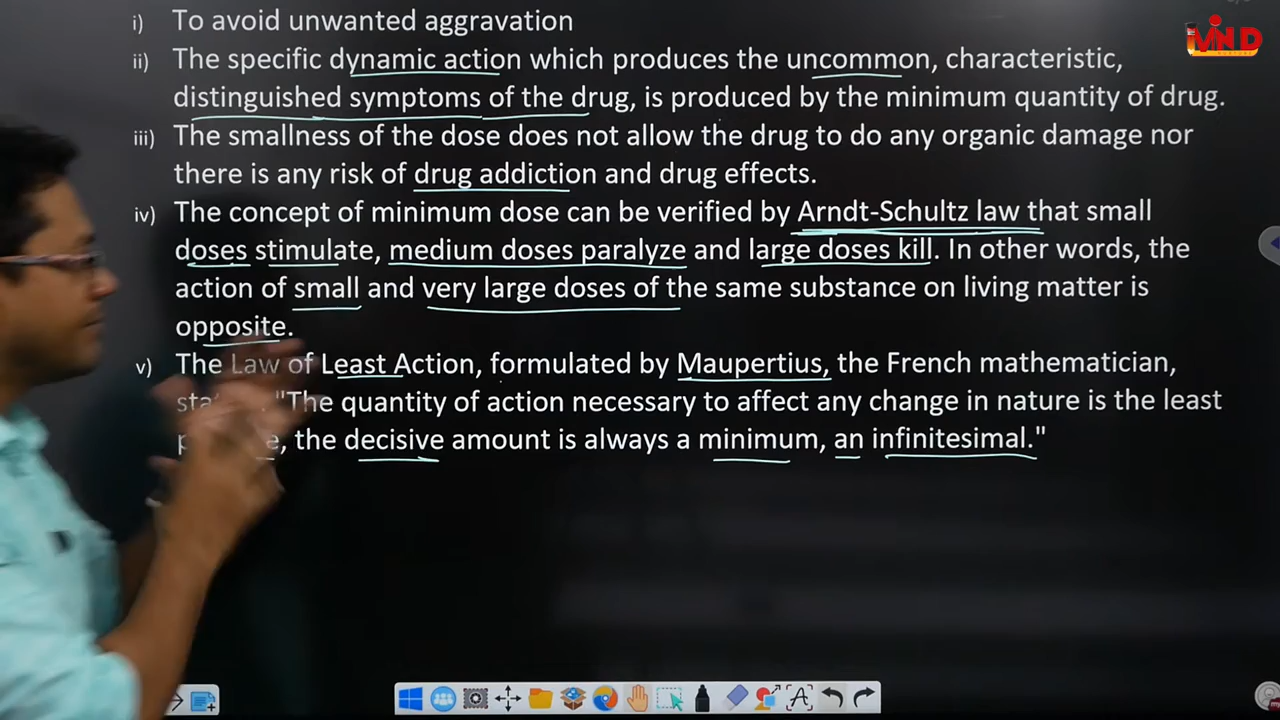 i) To avoid unwanted aggravation
ii) The specific dynamic action which produces the uncommon, characteristic,
distinguished symptoms of the drug, is produced by the minimum quantity of drug.
iii) The smallness of the dose does not allow the drug to do any organic damage nor
there is any risk of drug addiction and drug effects.
iv) The concept of minimum dose can be verified by Arndt-Schultz law that small
doses stimulate, medium doses paralyze and large doses kill. In other words, the
action of small and very large doses of the same substance on living matter is
opposite.
v) The Law of Least Action, formulated by Maupertius, the French mathematician,
"The quantity of action necessary to affect any change in nature is the least
the decisive amount is always a minimum, an infinitesimal."